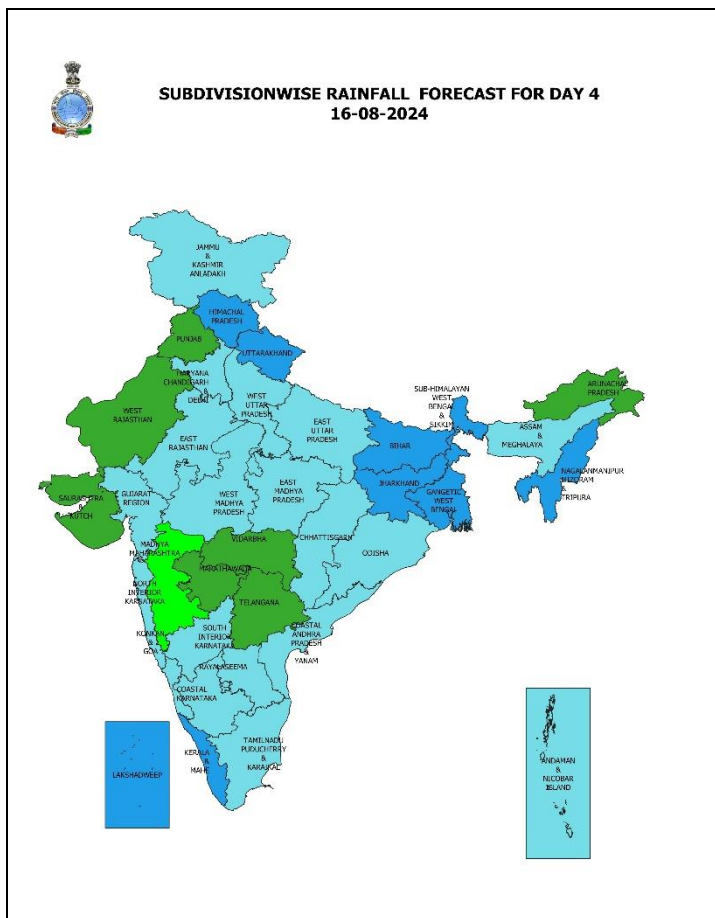 SUBDIVISIONWISE RAINFALL FORECAST FOR DAY 4
16-08-2024
JAMMU
&
KASHMIR
ANLADAKH
HIMACHAL
PRADESH
PUNJAB
UTTARAKHAND
HARYANA
CHANDIGARH
&
DELHI
WEST
UTTAR
PRADESH
SUB-HIMALAYAN
WEST
BENGAL
&
SIKKIM
ARUNACHAL
PRADESH
WEST
RAJASTHAN
EAST
UTTAR
PRADESH
ASSAM
&
MEGHALAYA
EAST
RAJASTHAN
BIHAR
NAGALANMANIPUR
MIZORAM
&
TRIPURA
JHARKHAND
GANGETIC
WEST
BENGAL
SAURASHTRA
&
KUTCH
GUJARAT
REGION
WEST
MADHYA
PRADESH
EAST
MADHYA
PRADESH
CHHATTISGARH
ODISHA
VIDARBHA
MADHYA
MAHARASHTRA
MARATHAWADA
NORTH
INTERIOR
KARNATAKA
TELANGANA
KONKAN
&
GOA
SOUTH
INTERIOR
KARNATAKA
COASTAL
ANDHRA
PRADESH
&
YANAM
RAYALASEEMA
COASTAL
KARNATAKA
TAMILNADU
PUDUCHERRY
&
KARAIKAL
KERALA
&
MAHE
LAKSHADWEEP
ANDAMAN
&
NICOBAR
ISLAND